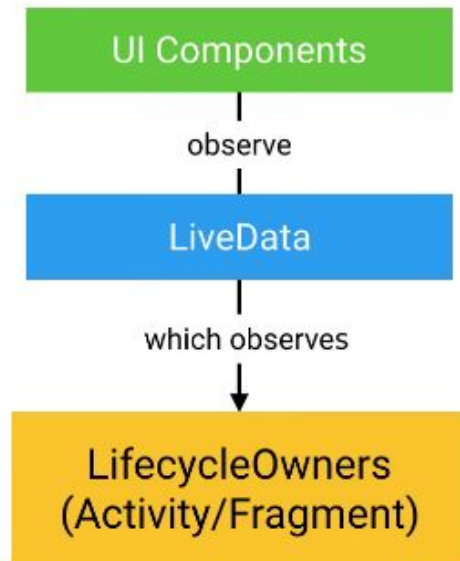 UI Components
observe
LiveData
which observes
LifecycleOwners
(Activity/Fragment)